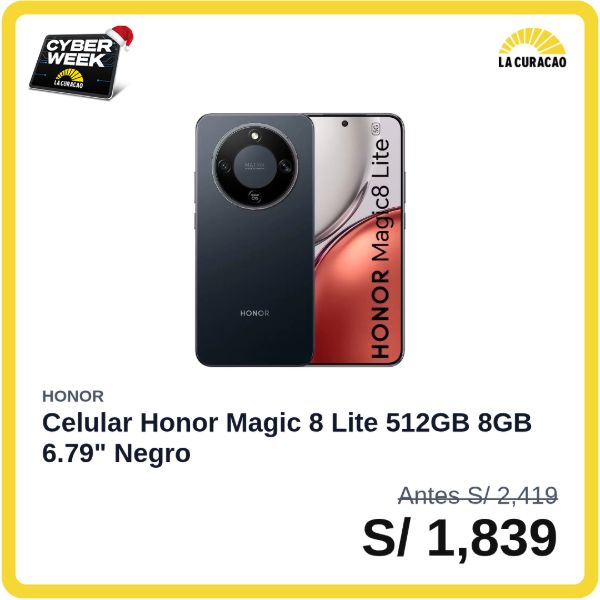 CYBER
WEEK
LA CURACAO
LA CURACAO
HONOR
HONOR Magic8 Lite 5G
HONOR
Celular Honor Magic 8 Lite 512GB 8GB
6.79" Negro
Antes S/ 2,419
S/ 1,839